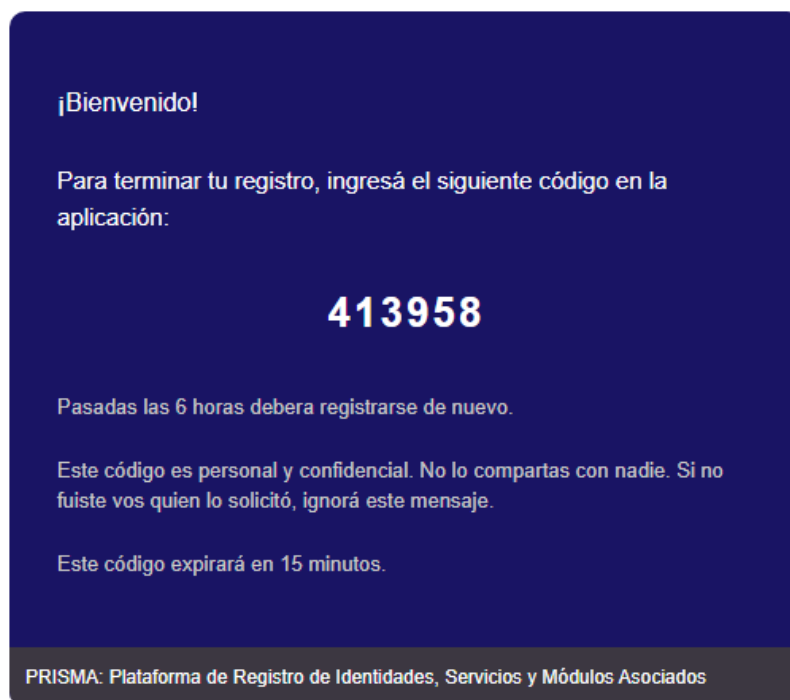 ¡Bienvenido!
Para terminar tu registro, ingresá el siguiente código en la
aplicación:
413958
Pasadas las 6 horas debera registrarse de nuevo.
Este código es personal y confidencial. No lo compartas con nadie. Si no
fuiste vos quien lo solicitó, ignorá este mensaje.
Este código expirará en 15 minutos.
PRISMA: Plataforma de Registro de Identidades, Servicios y Módulos Asociados